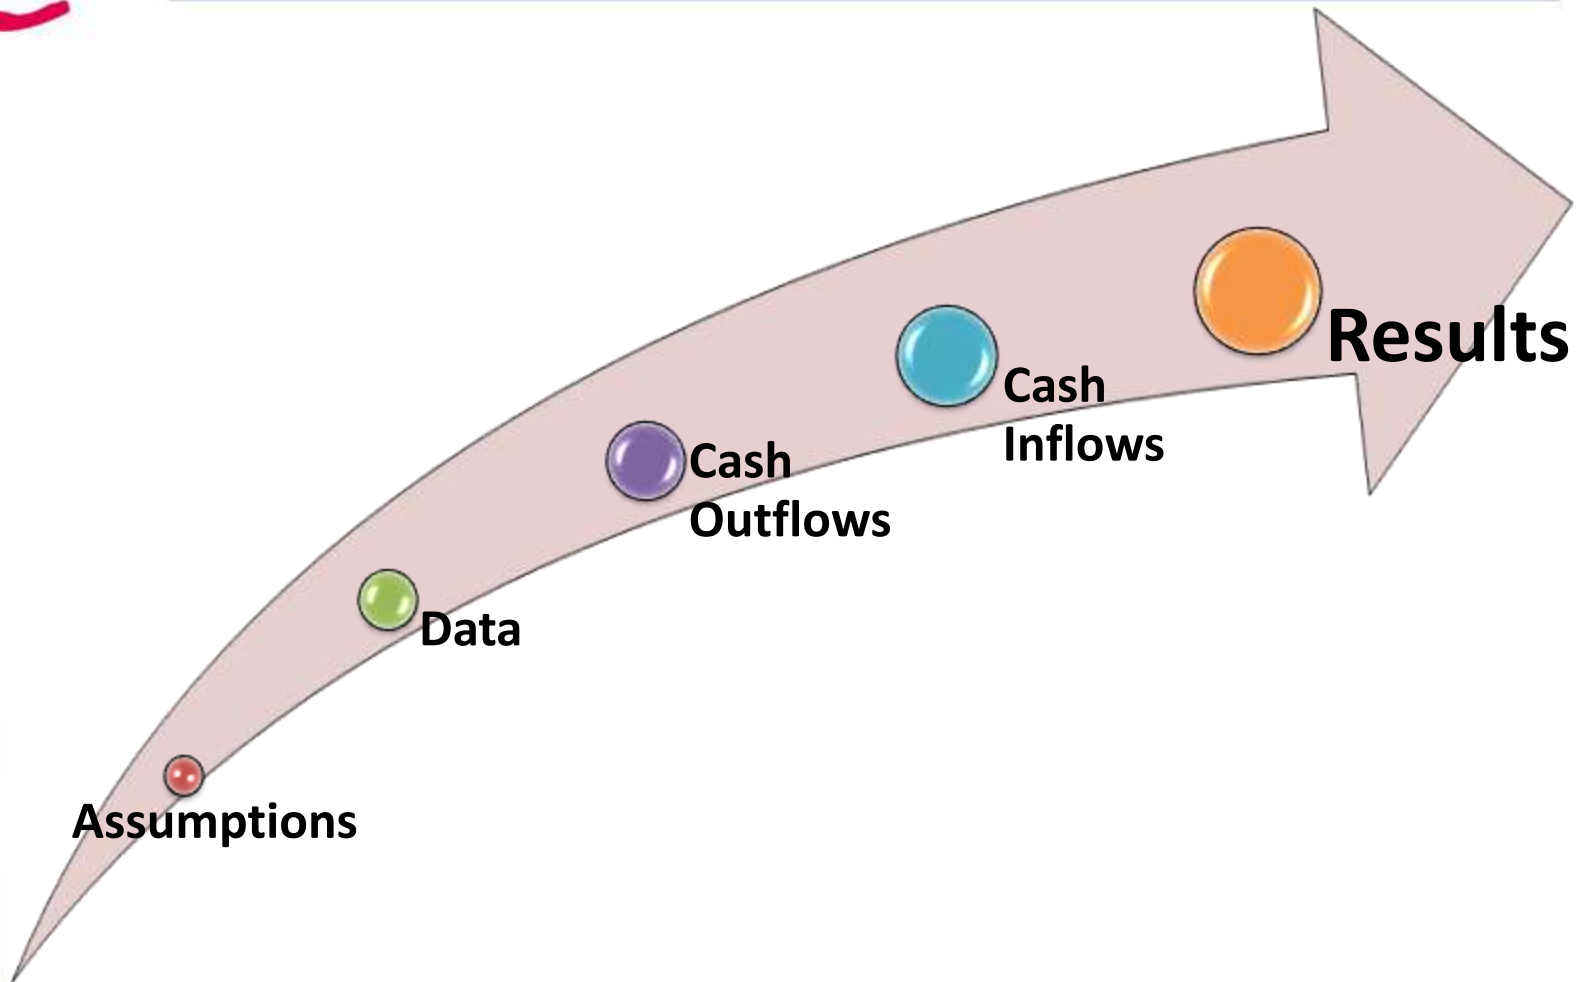 Assumptions
Data
Cash
Outflows
Cash
Inflows
Results